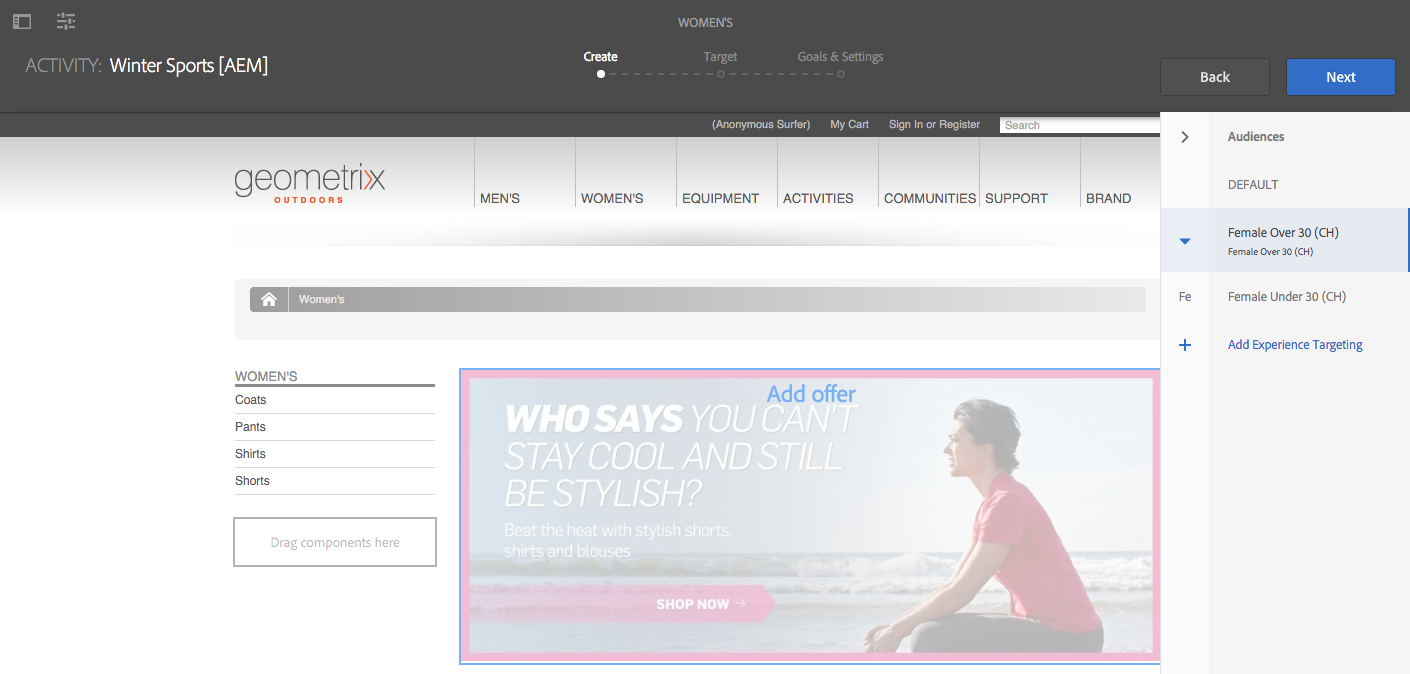 WOMEN'S
ACTIVITY: Winter Sports [AEM]
Create
Target
Goals & Settings
Back
Next
(Anonymous Surfer)
My Cart
Sign In or Register
Search
geometrixx
OUTDOORS
MEN'S
WOMEN'S
EQUIPMENT
ACTIVITIES
COMMUNITIES
SUPPORT
BRAND
Women's
WOMEN'S
Coats
Pants
Shirts
Shorts
Drag components here
Add offer
WHO SAYS YOU CAN'T
STAY COOL AND STILL
BE STYLISH?
Beat the heat with stylish shorts,
shirts and blouses
SHOP NOW →
Audiences
DEFAULT
Female Over 30 (CH)
Female Over 30 (CH)
Fe
Female Under 30 (CH)
+ Add Experience Targeting